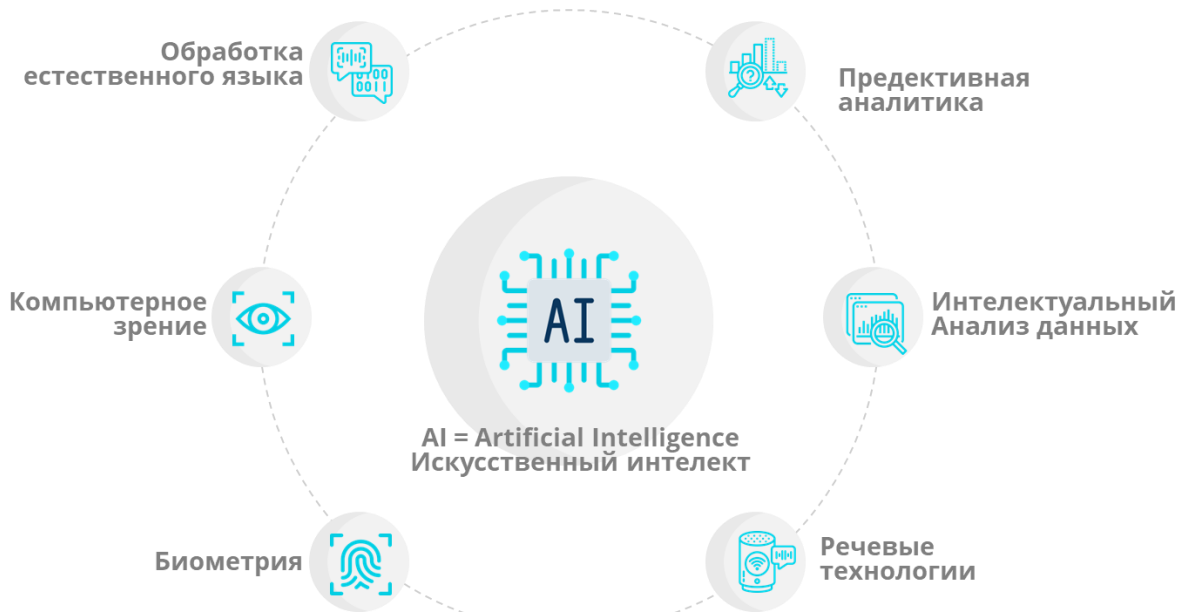 Обработка
естественного языка
Предективная
аналитика
Компьютерное
зрение
AI
Интелектуальный
Анализ данных
AI = Artificial Intelligence
Искусственный интелект
Биометрия
Речевые
технологии